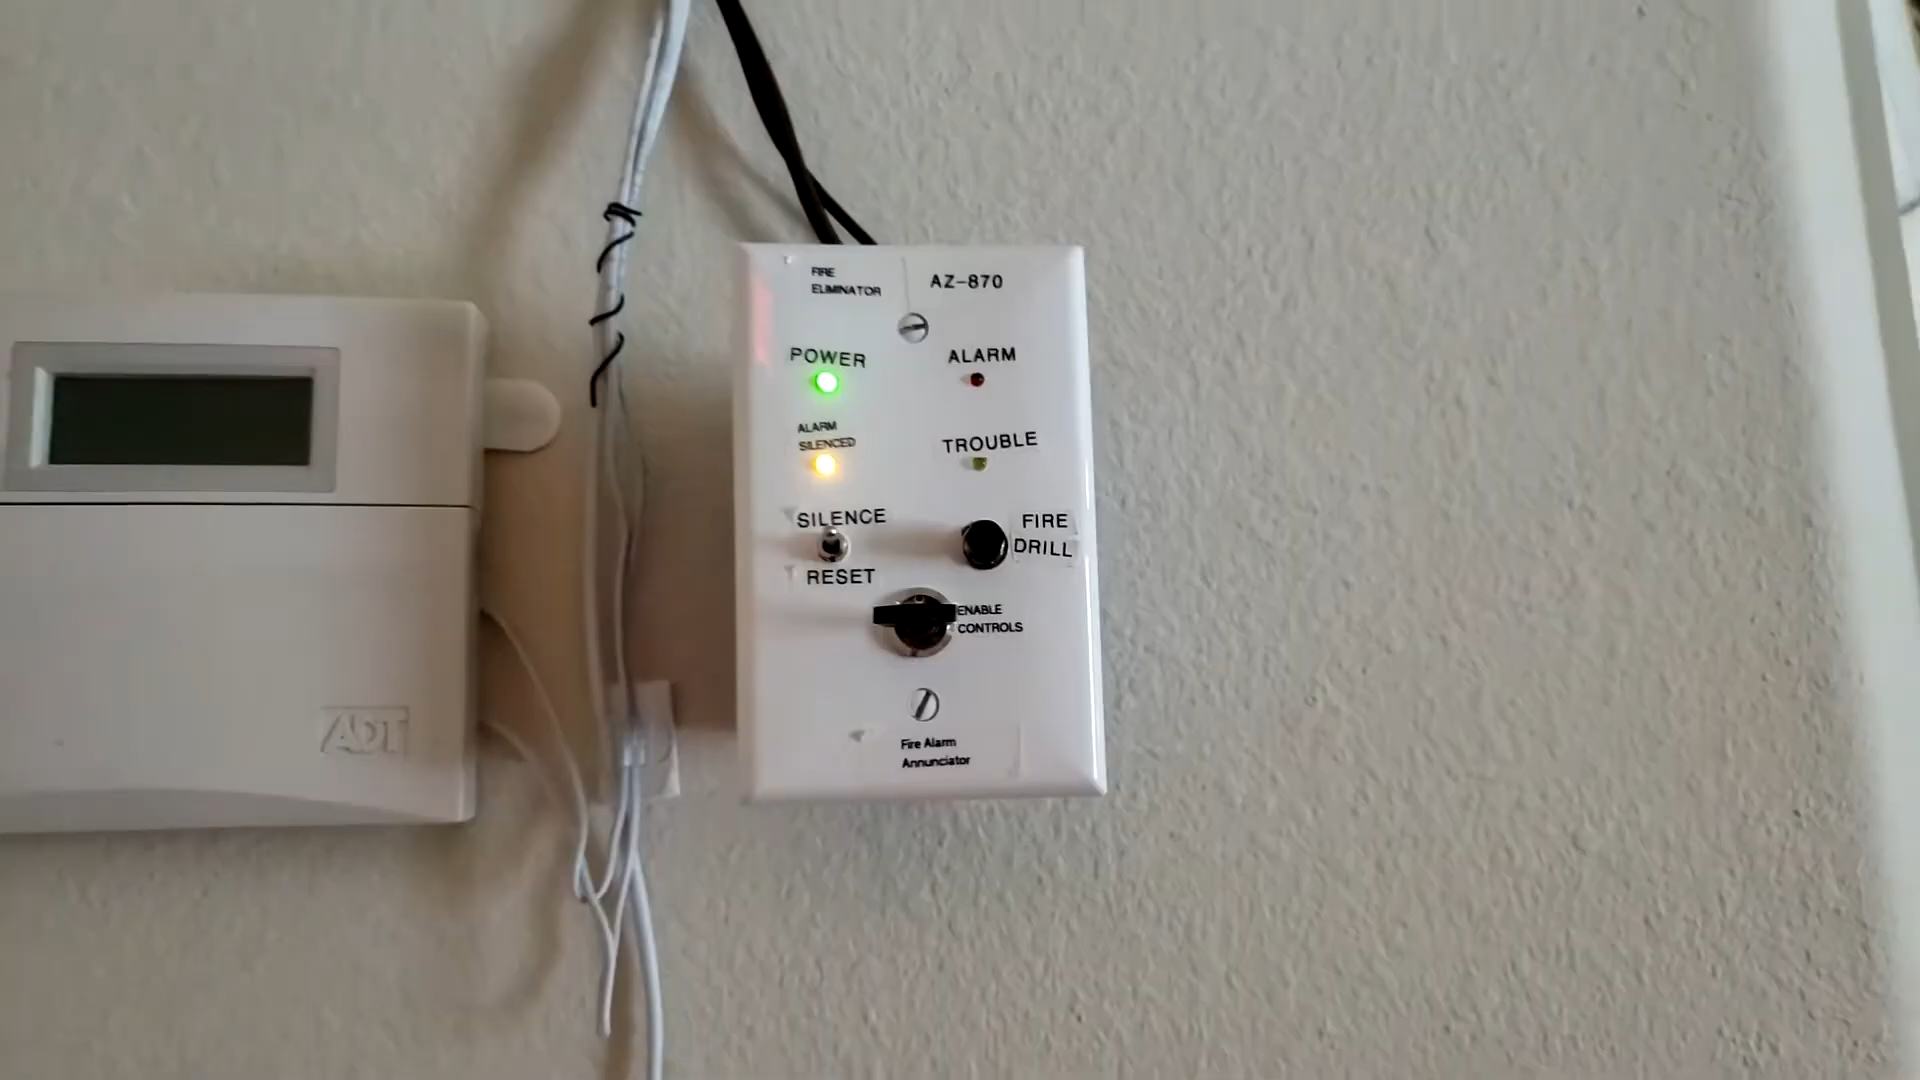 FIRE
ELIMINATOR
AZ-870
POWER
ALARM
ALARM
SILENCED
TROUBLE
SILENCE
FIRE
DRILL
RESET
ENABLE
CONTROLS
Fire Alarm
Annunciator
ADT